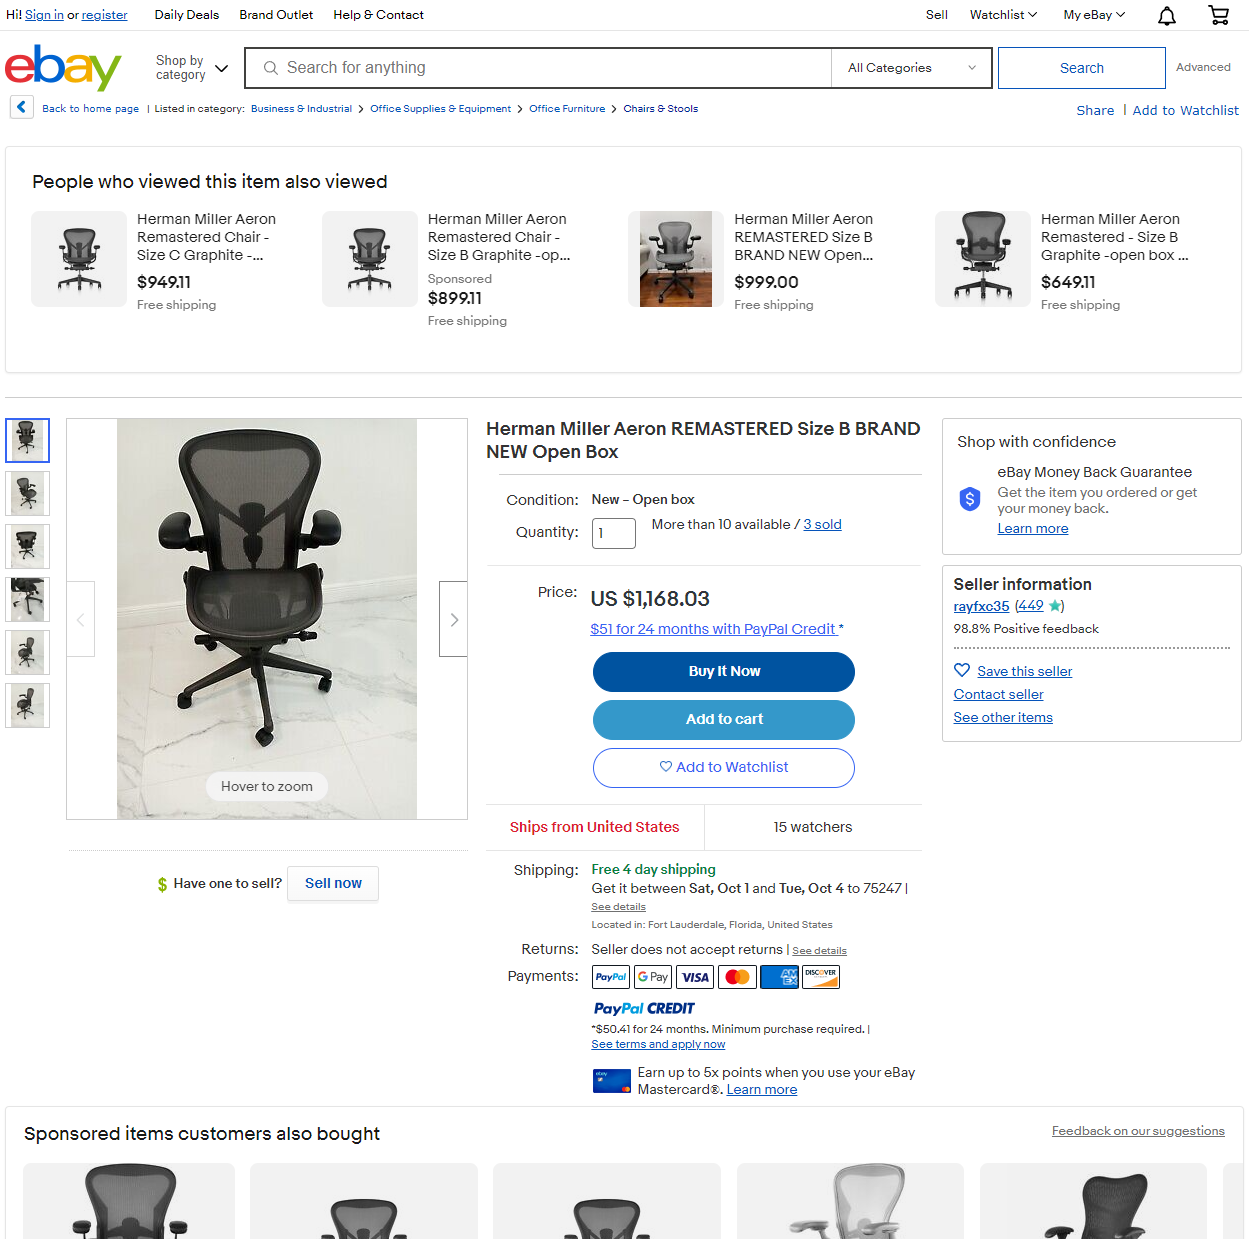 Hi! Sign in or register Daily Deals Brand Outlet Help & Contact Sell Watchlist My eBay
ebay Shop by category Search for anything All Categories Search Advanced
Back to home page | Listed in category: Business & Industrial > Office Supplies & Equipment > Office Furniture > Chairs & Stools Share | Add to Watchlist
People who viewed this item also viewed
Herman Miller Aeron
Remastered Chair -
Size C Graphite -...
$949.11
Free shipping
Herman Miller Aeron
Remastered Chair -
Size B Graphite -op...
Sponsored
$899.11
Free shipping
Herman Miller Aeron
REMASTERED Size B
BRAND NEW Open...
$999.00
Free shipping
Herman Miller Aeron
Remastered - Size B
Graphite -open box ...
$649.11
Free shipping
Hover to zoom
$ Have one to sell? Sell now
Herman Miller Aeron REMASTERED Size B BRAND
NEW Open Box
Condition: New – Open box
Quantity: 1 More than 10 available / 3 sold
Price: US $1,168.03
$51 for 24 months with PayPal Credit *
Buy It Now
Add to cart
Add to Watchlist
Ships from United States 15 watchers
Shipping: Free 4 day shipping
Get it between Sat, Oct 1 and Tue, Oct 4 to 75247 |
See details
Located in: Fort Lauderdale, Florida, United States
Returns: Seller does not accept returns | See details
Payments: PayPal G Pay VISA AMEX DISCOVER
PayPal CREDIT
*$50.41 for 24 months. Minimum purchase required. |
See terms and apply now
ebay
Earn up to 5x points when you use your eBay
Mastercard®. Learn more
Shop with confidence
eBay Money Back Guarantee
$
Get the item you ordered or get
your money back.
Learn more
Seller information
rayfxc35 (449 ★)
98.8% Positive feedback
Save this seller
Contact seller
See other items
Sponsored items customers also bought Feedback on our suggestions